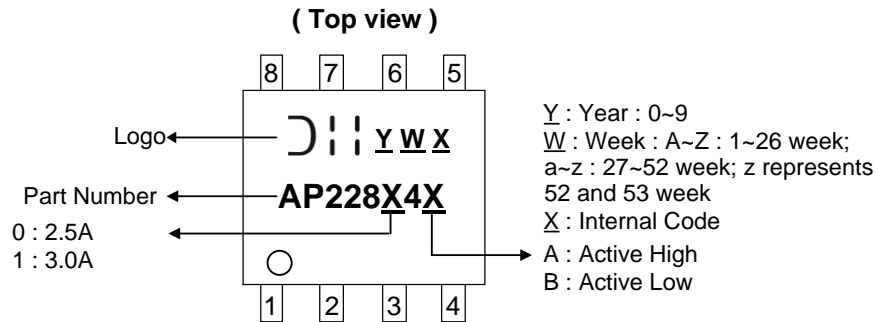 ( Top view )
8 7 6 5
Logo
Y W X
Part Number
AP228X4X
0 : 2.5A
1 : 3.0A
1 2 3 4
Y : Year : 0~9
W : Week : A~Z : 1~26 week;
a~z : 27~52 week; z represents
52 and 53 week
X : Internal Code
A : Active High
B : Active Low